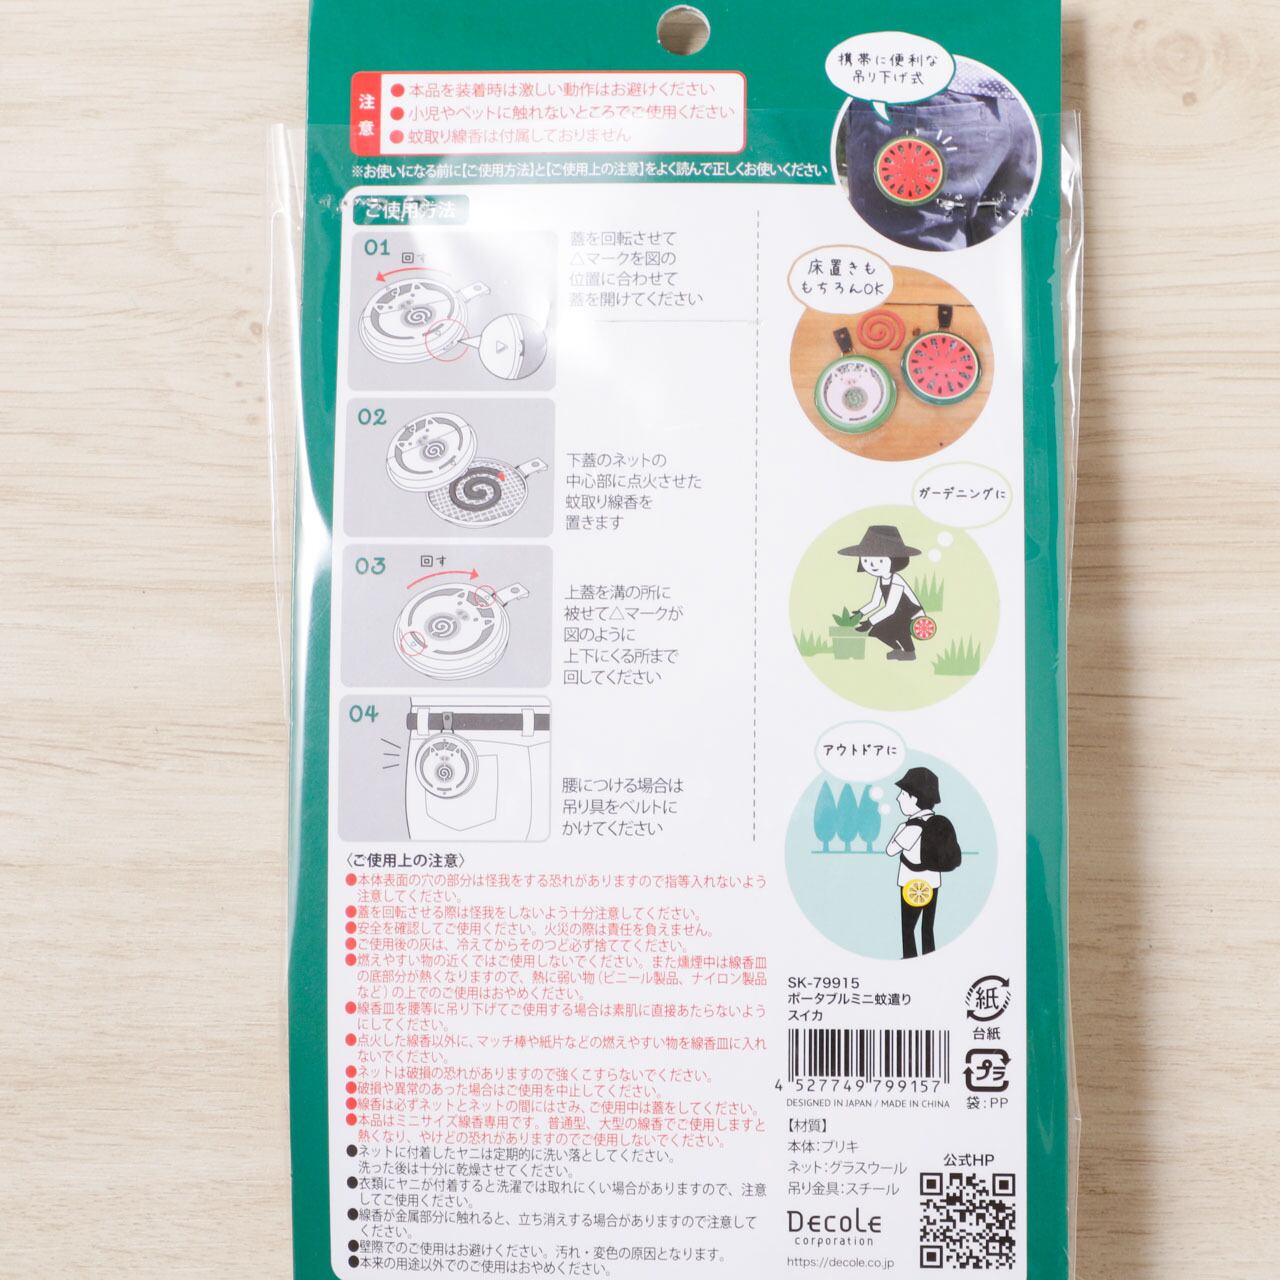 注意
●本品を装着時は激しい動作はお避けください
●小児やペットに触れないところでご使用ください
●蚊取り線香は付属しておりません
※お使いになる前に【ご使用方法】と【ご使用上の注意】をよく読んで正しくお使いください
ご使用方法
01
回す
蓋を回転させて
△マークを図の
位置に合わせて
蓋を開けてください
02
下蓋のネットの
中心部に点火させた
蚊取り線香を
置きます
03
回す
上蓋を溝の所に
被せて△マークが
図のように
上下にくる所まで
回してください
04
腰につける場合は
吊り具をベルトに
かけてください
〈ご使用上の注意〉
●本体表面の穴の部分は怪我をする恐れがありますので指等入れないよう
注意してください。
●蓋を回転させる際は怪我をしないよう十分注意してください。
●安全を確認してご使用ください。火災の際は責任を負えません。
●ご使用後の灰は、冷えてからそのつど必ず捨ててください。
●燃えやすい物の近くではご使用しないでください。また燻煙中は線香皿
の底部分が熱くなりますので、熱に弱い物(ビニール製品、ナイロン製品
など)の上でのご使用はおやめください。
●線香皿を腰等に吊り下げてご使用する場合は素肌に直接あたらないよう
にしてください。
●点火した線香以外に、マッチ棒や紙片などの燃えやすい物を線香皿に入れ
ないでください。
●ネットは破損の恐れがありますので強くこすらないでください。
●破損や異常のあった場合はご使用を中止してください。
●線香は必ずネットとネットの間にはさみ、ご使用中は蓋をしてください。
●本品はミニサイズ線香専用です。普通型、大型の線香でご使用しますと
熱くなり、やけどの恐れがありますのでご使用しないでください。
●ネットに付着したヤニは定期的に洗い落としてください。
洗った後は十分に乾燥させてください。
●衣類にヤニが付着すると洗濯では取れにくい場合がありますので、注意
してご使用ください。
●線香が金属部分に触れると、立ち消えする場合がありますので注意して
ください。
●壁際でのご使用はお避けください。汚れ・変色の原因となります。
●本来の用途以外でのご使用はおやめください。
携帯に便利な
吊り下げ式
床置きも
もちろんOK
ガーデニングに
アウトドアに
SK-79915
ポータブルミニ蚊遣り
スイカ
4 527749 799157
DESIGNED IN JAPAN / MADE IN CHINA
紙
台紙
プラ
袋:PP
【材質】
本体:ブリキ
ネット:グラスウール
吊り金具:スチール
公式HP
DECOLE
corporation
https://decole.co.jp